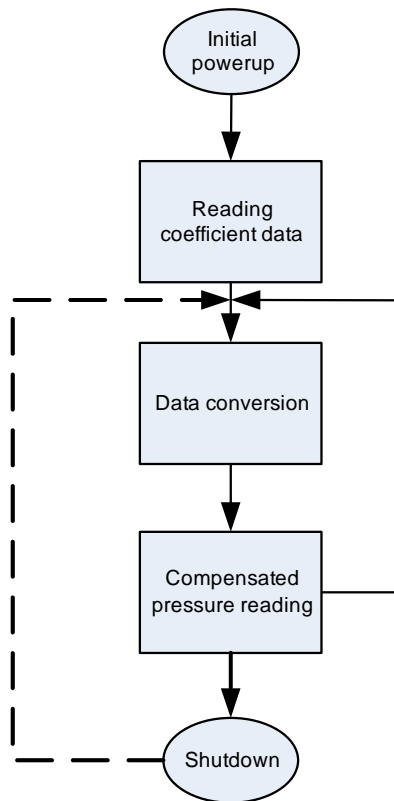 Initial
powerup
Reading
coefficient data
Data conversion
Compensated
pressure reading
Shutdown